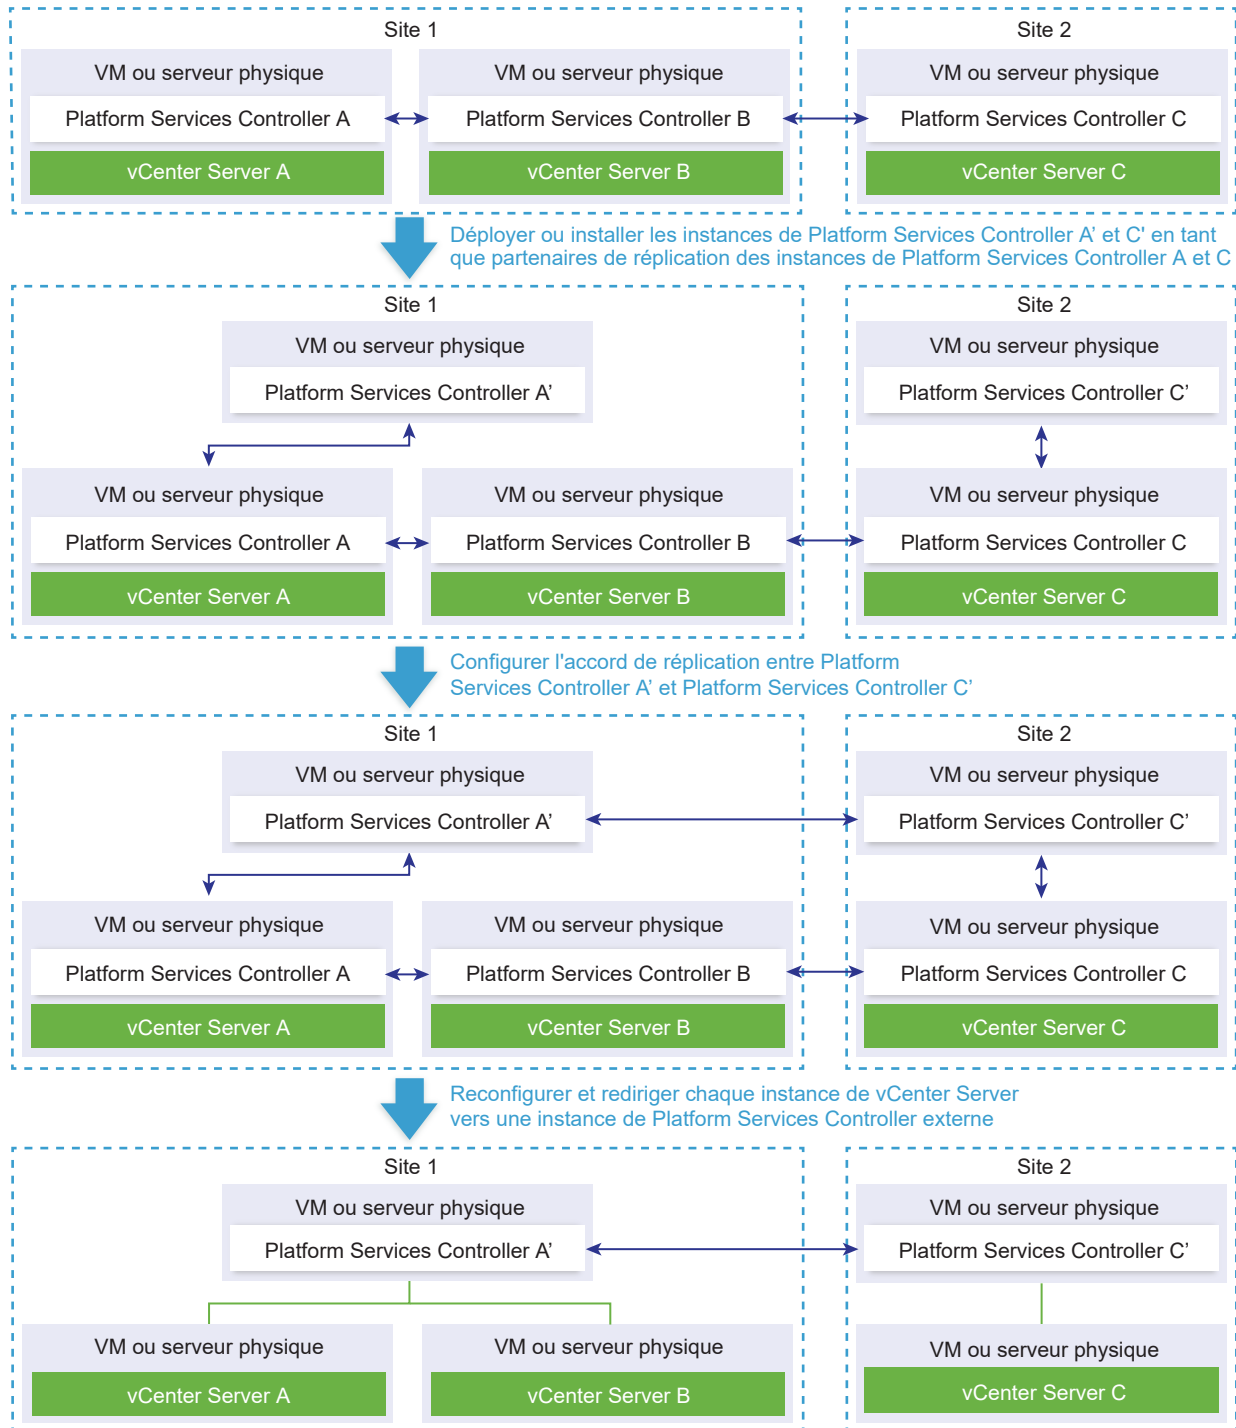 Site 1
Site 2
VM ou serveur physique
VM ou serveur physique
VM ou serveur physique
Platform Services Controller A
Platform Services Controller B
Platform Services Controller C
vCenter Server A
vCenter Server B
vCenter Server C
Déployer ou installer les instances de Platform Services Controller A’ et C' en tant
que partenaires de réplication des instances de Platform Services Controller A et C
Site 1
Site 2
VM ou serveur physique
VM ou serveur physique
Platform Services Controller A’
Platform Services Controller C’
VM ou serveur physique
VM ou serveur physique
VM ou serveur physique
Platform Services Controller A
Platform Services Controller B
Platform Services Controller C
vCenter Server A
vCenter Server B
vCenter Server C
Configurer l'accord de réplication entre Platform
Services Controller A’ et Platform Services Controller C’
Site 1
Site 2
VM ou serveur physique
VM ou serveur physique
Platform Services Controller A’
Platform Services Controller C’
VM ou serveur physique
VM ou serveur physique
VM ou serveur physique
Platform Services Controller A
Platform Services Controller B
Platform Services Controller C
vCenter Server A
vCenter Server B
vCenter Server C
Reconfigurer et rediriger chaque instance de vCenter Server
vers une instance de Platform Services Controller externe
Site 1
Site 2
VM ou serveur physique
VM ou serveur physique
Platform Services Controller A’
Platform Services Controller C’
VM ou serveur physique
VM ou serveur physique
VM ou serveur physique
vCenter Server A
vCenter Server B
vCenter Server C